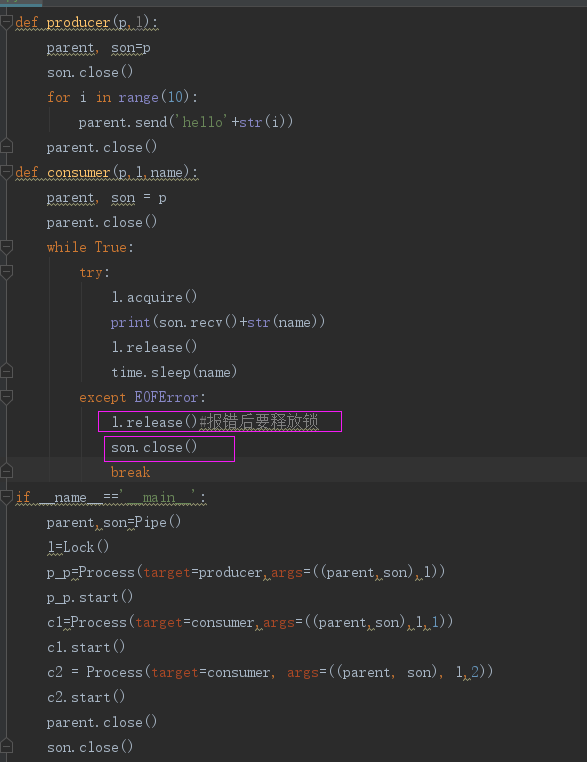 def producer(p,l):
    parent, son=p
    son.close()
    for i in range(10):
        parent.send('hello'+str(i))
    parent.close()
def consumer(p,l,name):
    parent, son = p
    parent.close()
    while True:
        try:
            l.acquire()
            print(son.recv()+str(name))
            l.release()
            time.sleep(name)
        except EOFError:
            l.release()#报错后要释放锁
            son.close()
            break
if __name__=='__main__':
    parent,son=Pipe()
    l=Lock()
    p_p=Process(target=producer,args=((parent,son),l))
    p_p.start()
    c1=Process(target=consumer,args=((parent,son),l,1))
    c1.start()
    c2 = Process(target=consumer, args=((parent, son), l,2))
    c2.start()
    parent.close()
    son.close()